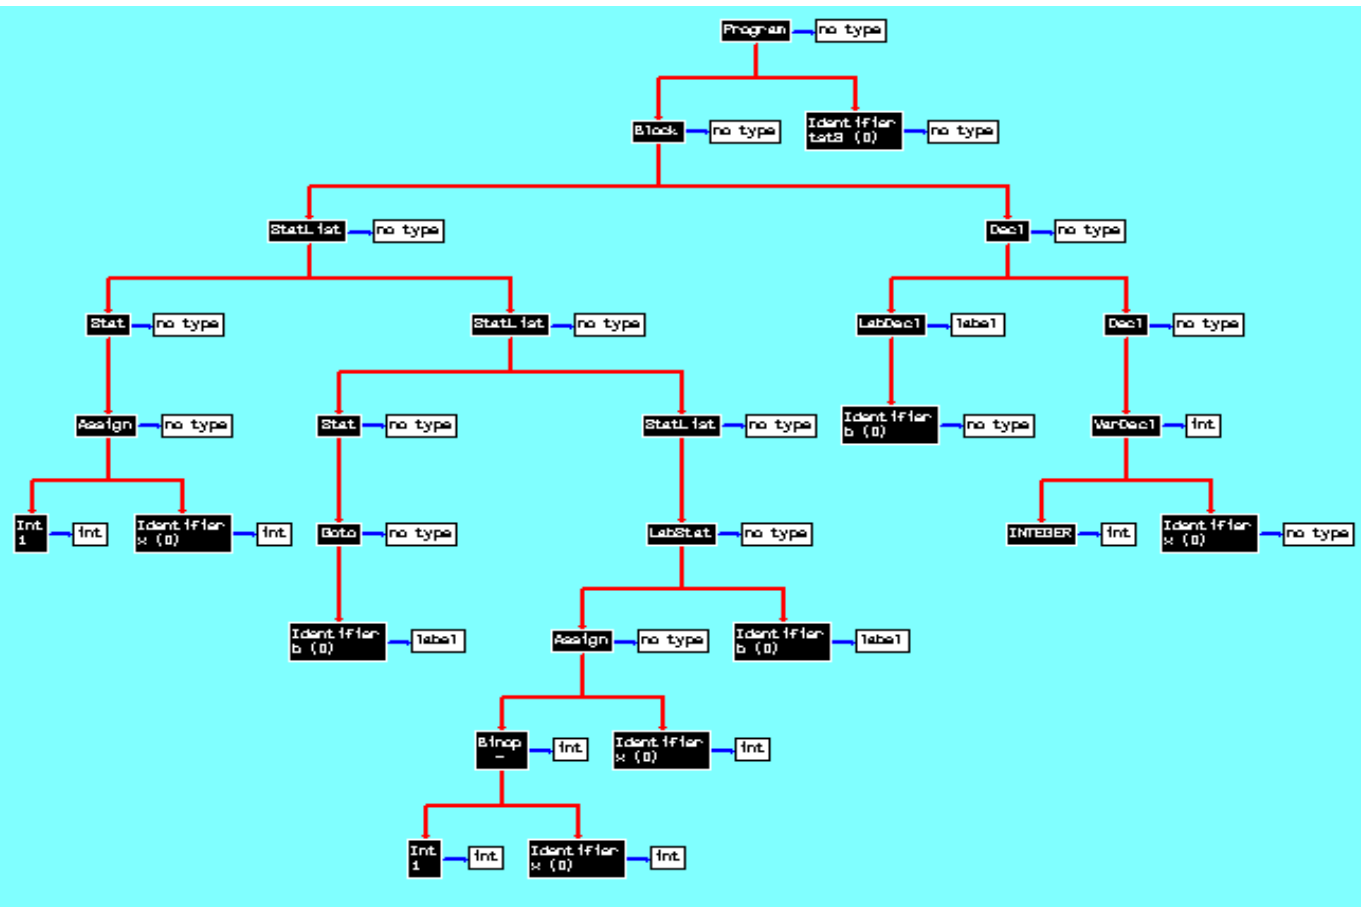 Program
no type
Block
no type
Identifier
tst3 (0)
no type
StatList
no type
Decl
no type
Stat
no type
StatList
no type
LabDecl
label
Decl
no type
Assign
no type
Stat
no type
StatList
no type
Identifier
b (0)
no type
VarDecl
int
Int
1
int
Identifier
x (0)
int
Goto
no type
LabStat
no type
INTEGER
int
Identifier
x (0)
no type
Identifier
b (0)
label
Assign
no type
Identifier
b (0)
label
Binop
-
int
Identifier
x (0)
int
Int
1
int
Identifier
x (0)
int